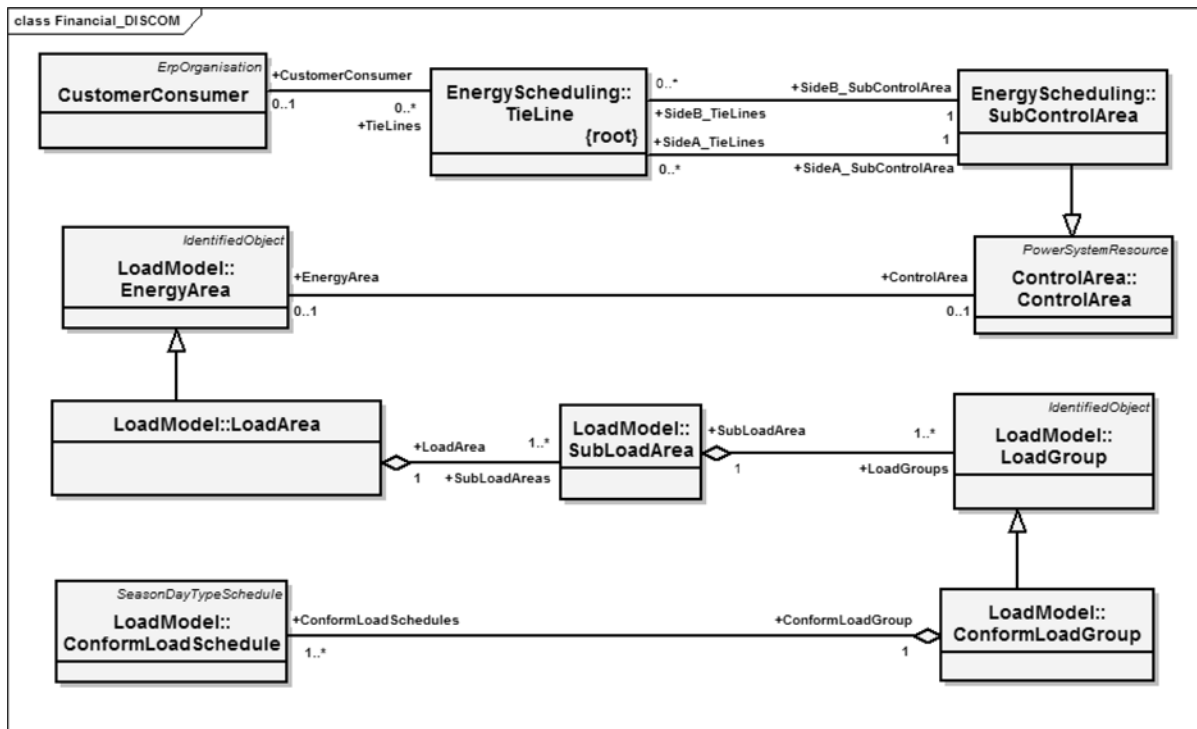 class Financial_DISCOM
ErpOrganisation
CustomerConsumer
+CustomerConsumer
0..1
0..*
+TieLines
EnergyScheduling::
TieLine
{root}
0..*
+SideB_SubControlArea
+SideB_TieLines
1
+SideA_TieLines
1
0..*
+SideA_SubControlArea
EnergyScheduling::
SubControlArea
IdentifiedObject
LoadModel::
EnergyArea
+EnergyArea
0..1
+ControlArea
0..1
PowerSystemResource
ControlArea::
ControlArea
LoadModel::LoadArea
+LoadArea
1..*
1
+SubLoadAreas
LoadModel::
SubLoadArea
+SubLoadArea
1..*
1
+LoadGroups
IdentifiedObject
LoadModel::
LoadGroup
SeasonDayTypeSchedule
LoadModel::
ConformLoadSchedule
+ConformLoadSchedules
1..*
+ConformLoadGroup
1
LoadModel::
ConformLoadGroup